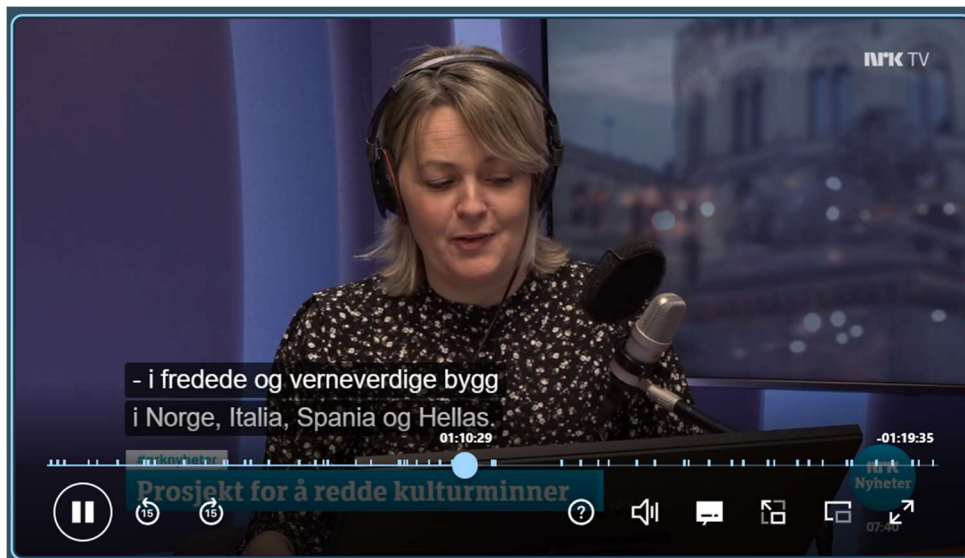 NRK TV
- i fredede og verneverdige bygg
i Norge, Italia, Spania og Hellas.
01:10:29
-01:19:35
#nrknyheter
Prosjekt for å redde kulturminner
NRK
Nyheter
15
15
?
07:40